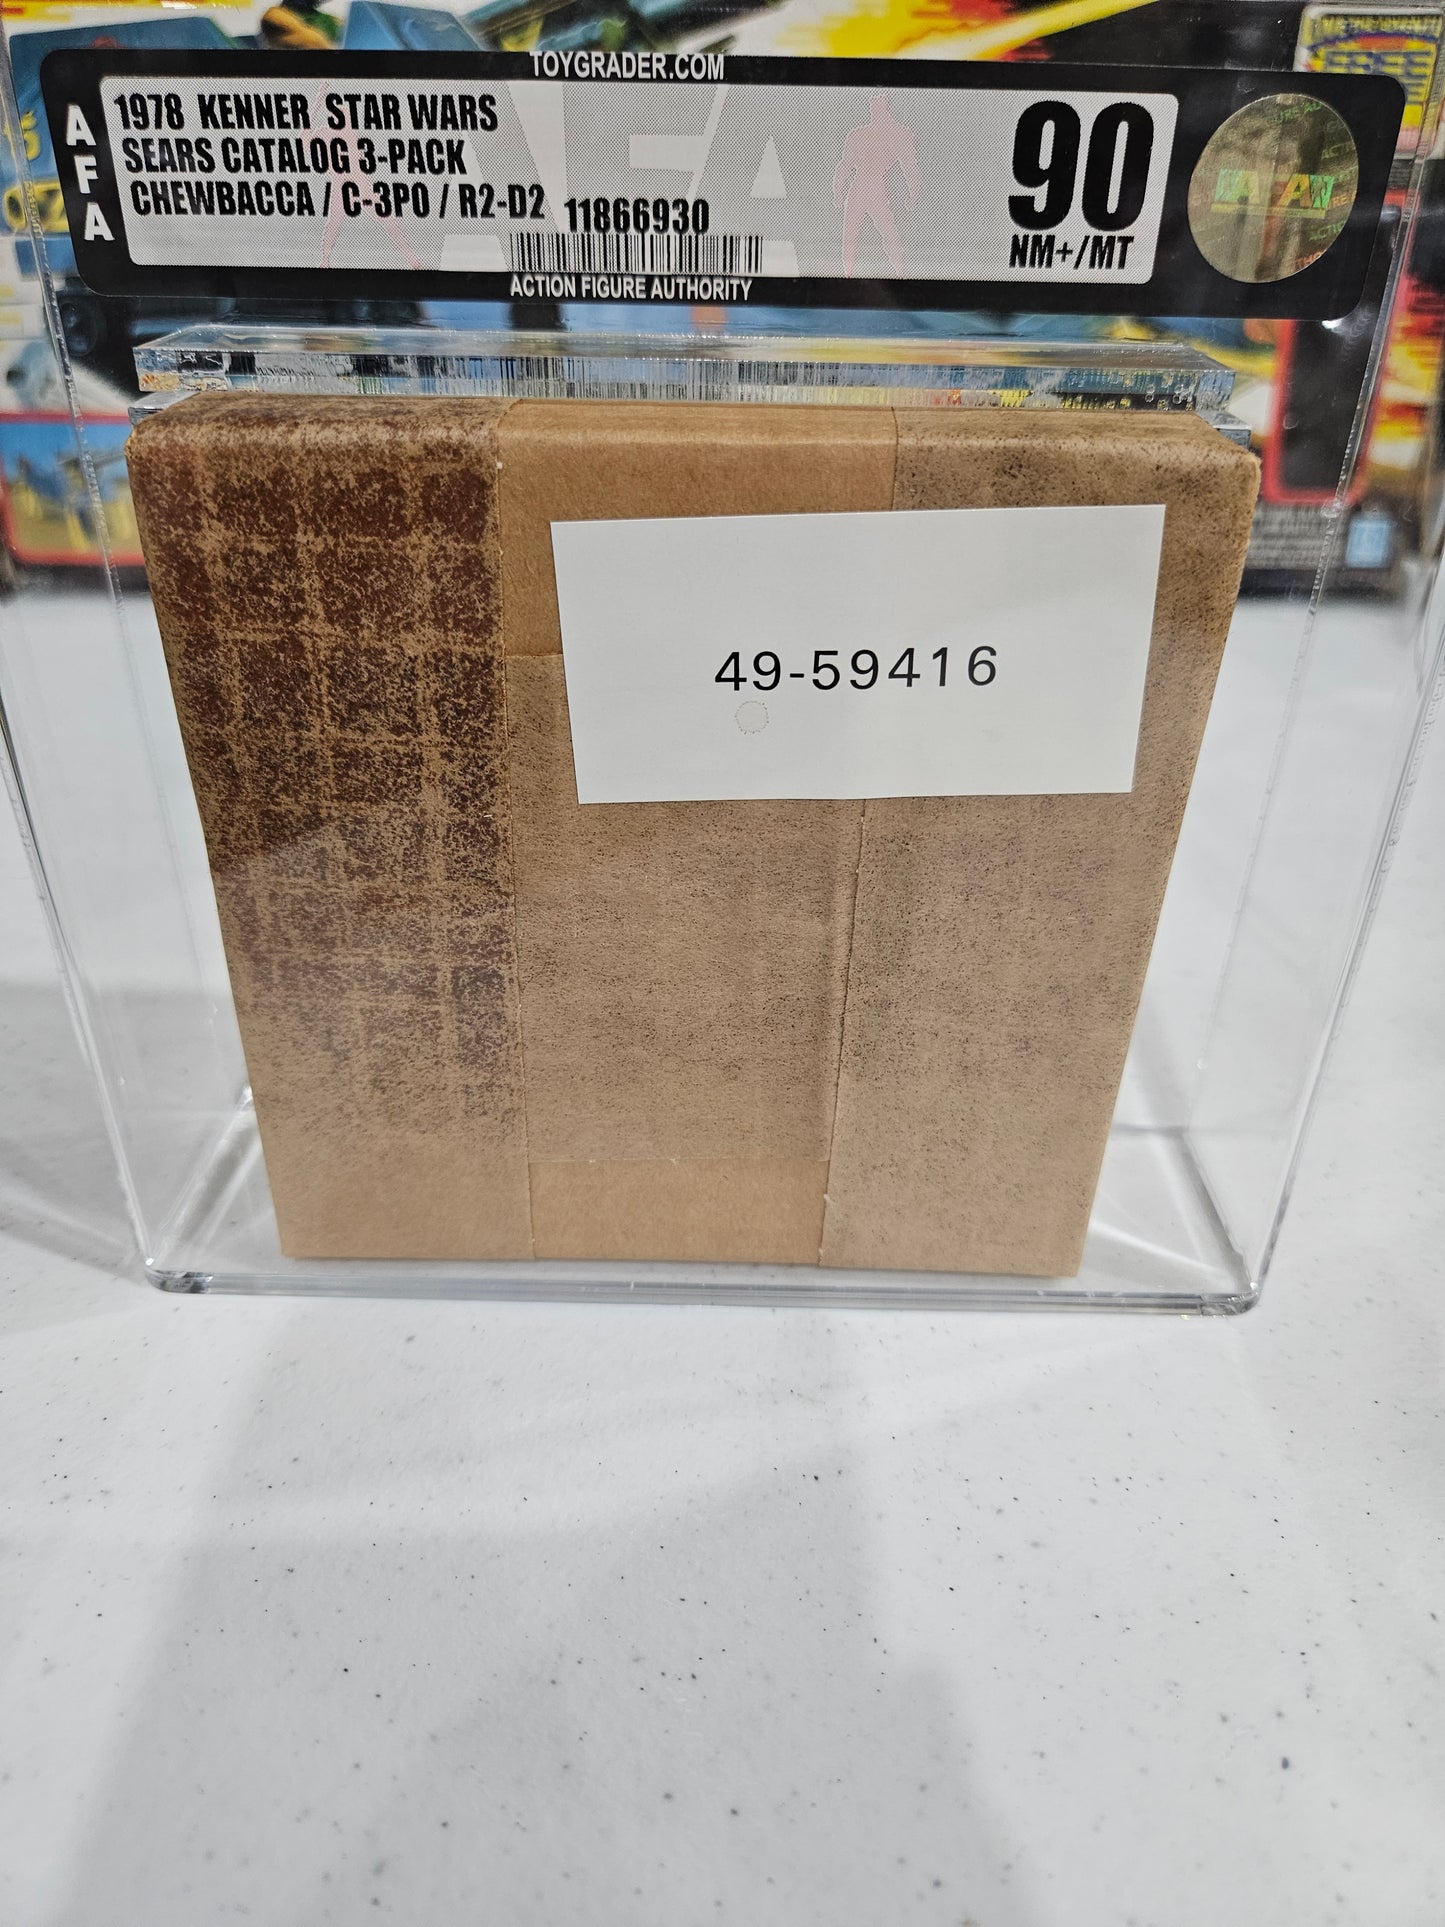 TOYGRADER.COM
AFA
1978 KENNER STAR WARS
SEARS CATALOG 3-PACK
CHEWBACCA / C-3PO / R2-D2
11866930
90
NM+/MT
AFA
ACTION FIGURE AUTHORITY
49-59416